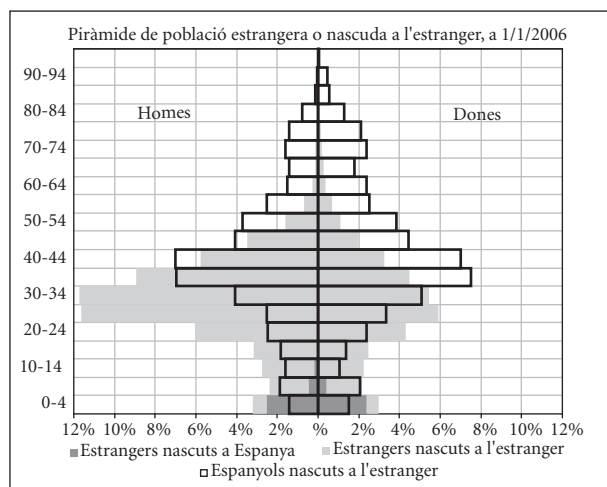 Piràmide de població estrangera o nascuda a l'estranger, a 1/1/2006
90-94
Homes
Dones
80-84
70-74
60-64
50-54
40-44
30-34
20-24
10-14
0-4
12% 10% 8% 6% 4% 2% 0% 2% 4% 6% 8% 10% 12%
Estrangers nascuts a Espanya Estrangers nascuts a l'estranger
Espanyols nascuts a l'estranger